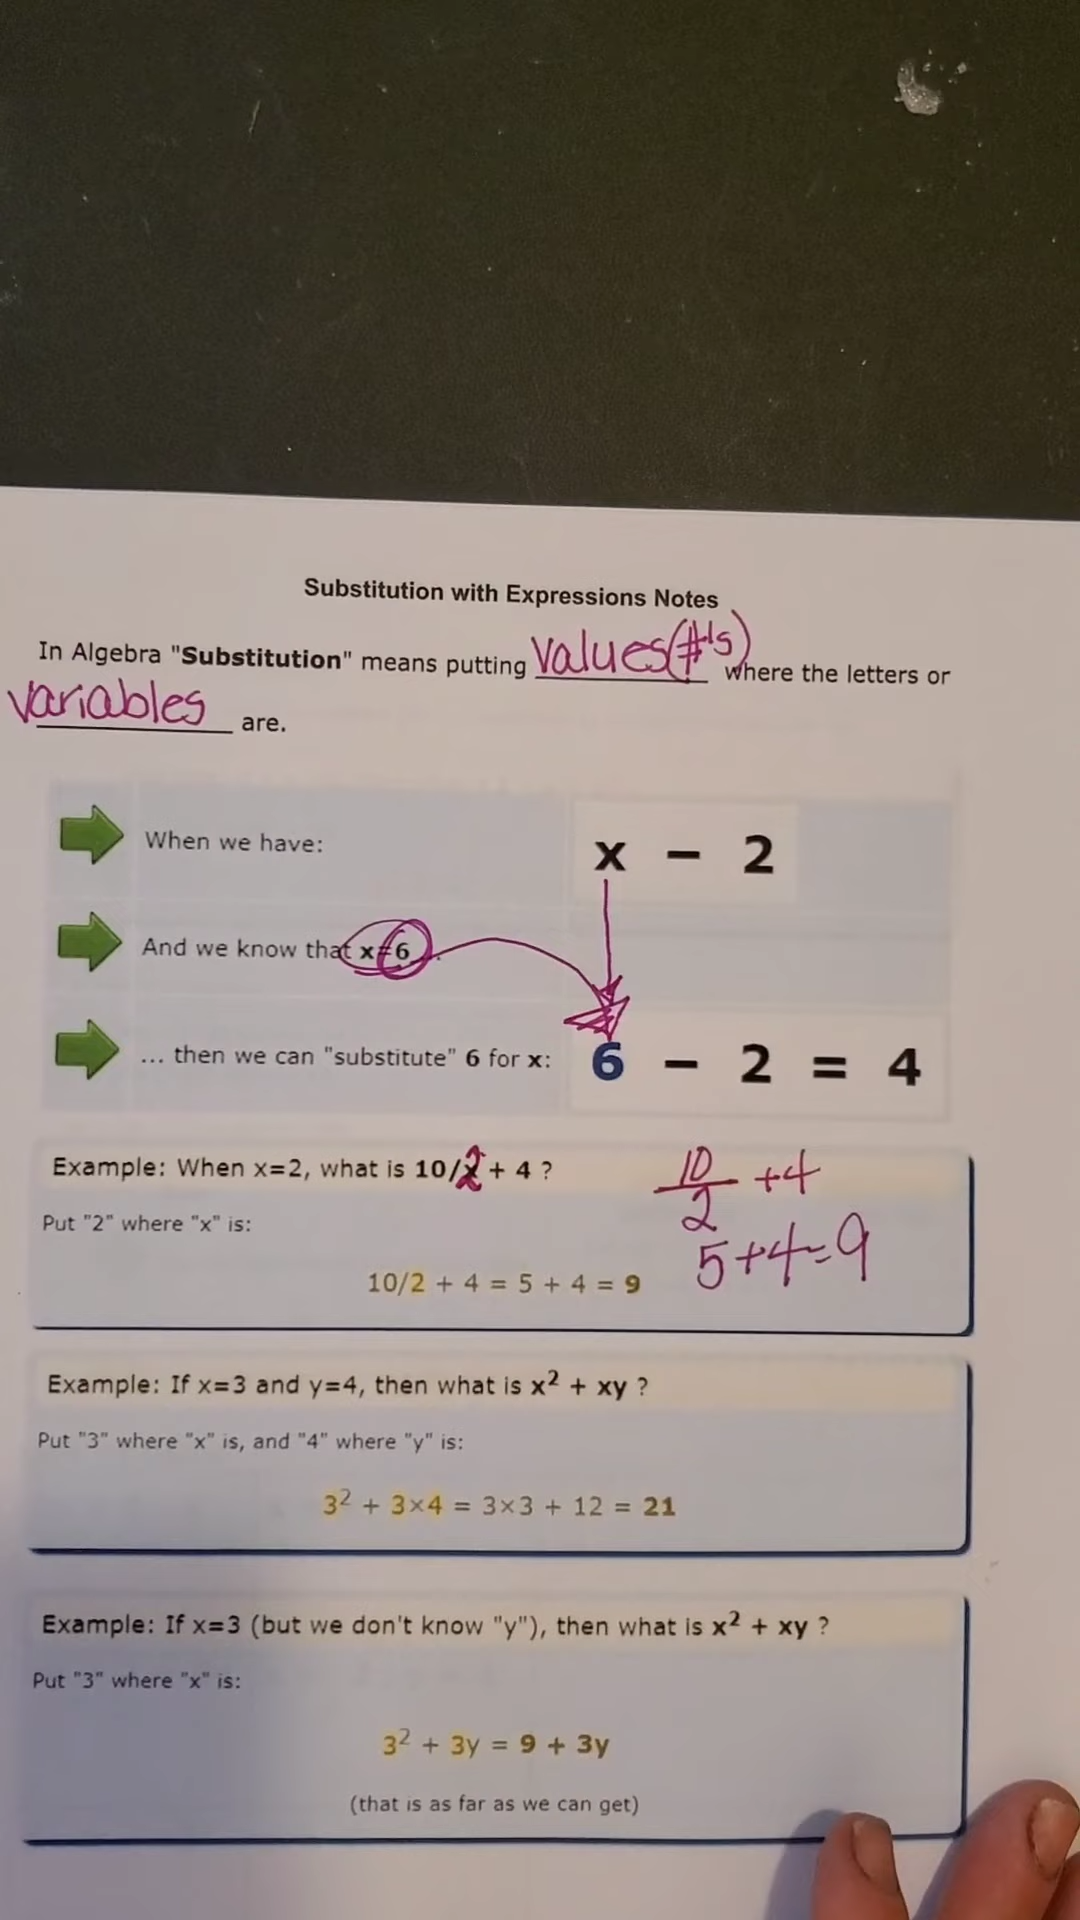 Substitution with Expressions Notes
In Algebra "Substitution" means putting values(#'s) where the letters or
variables are.
When we have: x - 2
And we know that x=6 ...
... then we can "substitute" 6 for x: 6 - 2 = 4
Example: When x=2, what is 10/2 + 4 ?
10/2 + 4
Put "2" where "x" is:
5+4=9
10/2 + 4 = 5 + 4 = 9
Example: If x=3 and y=4, then what is x² + xy ?
Put "3" where "x" is, and "4" where "y" is:
3² + 3×4 = 3×3 + 12 = 21
Example: If x=3 (but we don't know "y"), then what is x² + xy ?
Put "3" where "x" is:
3² + 3y = 9 + 3y
(that is as far as we can get)